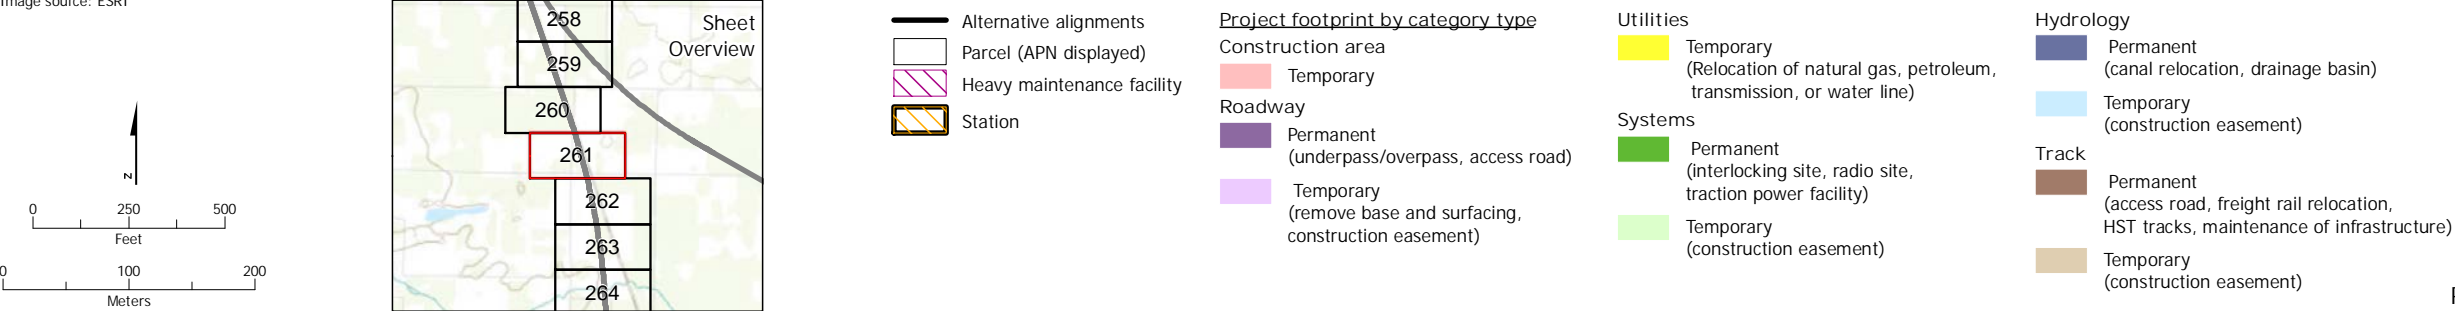 Image source: ESRI
N
0 250 500
Feet
0 100 200
Meters
Sheet
Overview
258
259
260
261
262
263
264
Alternative alignments
Parcel (APN displayed)
Heavy maintenance facility
Station
Project footprint by category type
Construction area
Temporary
Roadway
Permanent
(underpass/overpass, access road)
Temporary
(remove base and surfacing,
construction easement)
Utilities
Temporary
(Relocation of natural gas, petroleum,
transmission, or water line)
Systems
Permanent
(interlocking site, radio site,
traction power facility)
Temporary
(construction easement)
Hydrology
Permanent
(canal relocation, drainage basin)
Temporary
(construction easement)
Track
Permanent
(access road, freight rail relocation,
HST tracks, maintenance of infrastructure)
Temporary
(construction easement)